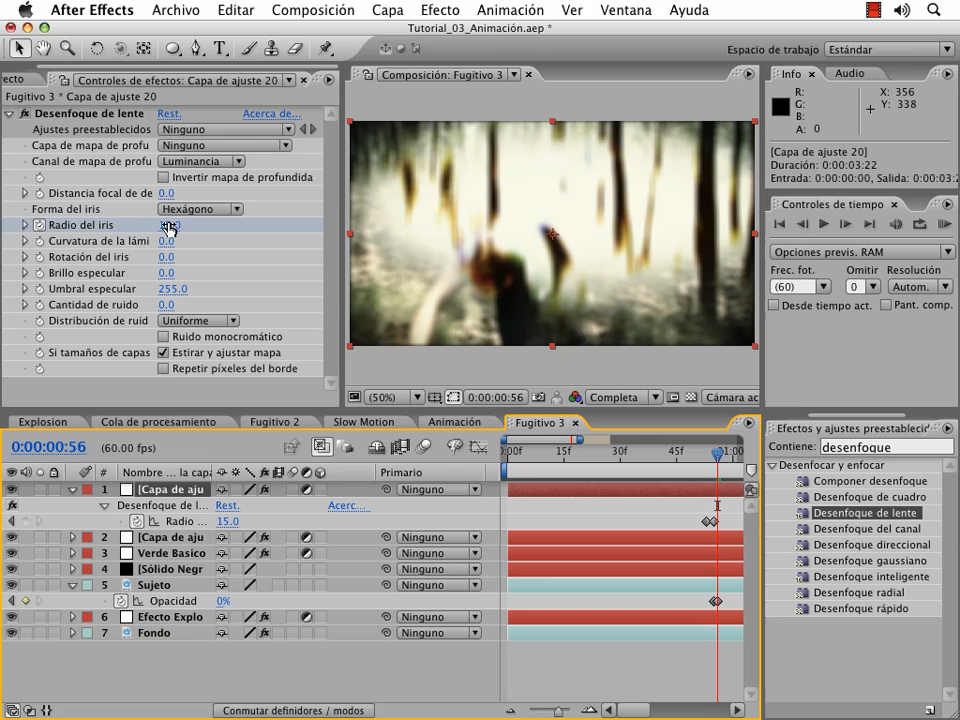 After Effects Archivo Editar Composición Capa Efecto Animación Ver Ventana Ayuda
Tutorial_03_Animación.aep *
Espacio de trabajo Estándar
ecto
Controles de efectos: Capa de ajuste 20
Fugitivo 3 * Capa de ajuste 20
Desenfoque de lente Rest. Acerca de...
Ajustes preestablecidos Ninguno
Capa de mapa de profu Ninguno
Canal de mapa de profu Luminancia
Invertir mapa de profundida
Distancia focal de de 0.0
Forma del iris Hexágono
Radio del iris
Curvatura de la lámi 0.0
Rotación del iris 0.0
Brillo especular 0.0
Umbral especular 255.0
Cantidad de ruido 0.0
Distribución de ruid Uniforme
Ruido monocromático
Si tamaños de capas Estirar y ajustar mapa
Repetir píxeles del borde
Composición: Fugitivo 3
(50%) 0:00:00:56 Completa Cámara ac
Info Audio
R: X: 356
G: Y: 338
B:
A: 0
[Capa de ajuste 20]
Duración: 0:00:03:22
Entrada: 0:00:00:00, Salida: 0:00:03:2
Controles de tiempo
Opciones previs. RAM
Frec. fot. Omitir Resolución
(60) 0 Autom.
Desde tiempo act. Pant. comp.
Explosion Cola de procesamiento Fugitivo 2 Slow Motion Animación Fugitivo 3
0:00:00:56 (60.00 fps)
0:00f 15f 30f 45f 1:00f
# Nombre ... la capa Primario
1 [Capa de aju Ninguno
Desenfoque de l... Rest. Acerc...
Radio ... 15.0
2 [Capa de aju Ninguno
3 Verde Basico Ninguno
4 [Sólido Negr Ninguno
5 Sujeto Ninguno
Opacidad 0%
6 Efecto Explo Ninguno
7 Fondo Ninguno
Conmutar definidores / modos
Efectos y ajustes preestablecid
Contiene: desenfoque
Desenfocar y enfocar
Componer desenfoque
Desenfoque de cuadro
Desenfoque de lente
Desenfoque del canal
Desenfoque direccional
Desenfoque gaussiano
Desenfoque inteligente
Desenfoque radial
Desenfoque rápido